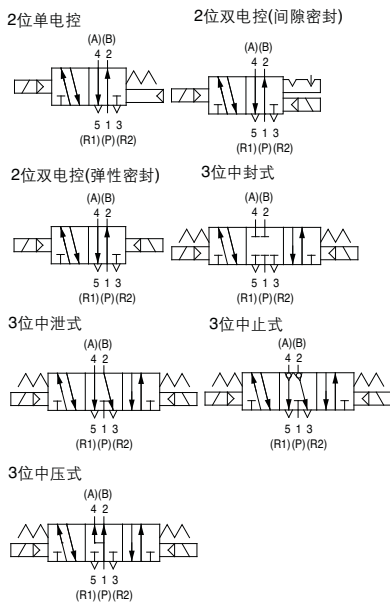 2位单电控
(A)(B)
4 2
5 1 3
(R1)(P)(R2)
2位双电控(间隙密封)
(A)(B)
4 2
5 1 3
(R1)(P)(R2)
2位双电控(弹性密封)
(A)(B)
4 2
5 1 3
(R1)(P)(R2)
3位中封式
(A)(B)
4 2
5 1 3
(R1)(P)(R2)
3位中泄式
(A)(B)
4 2
5 1 3
(R1)(P)(R2)
3位中止式
(A)(B)
4 2
5 1 3
(R1)(P)(R2)
3位中压式
(A)(B)
4 2
5 1 3
(R1)(P)(R2)